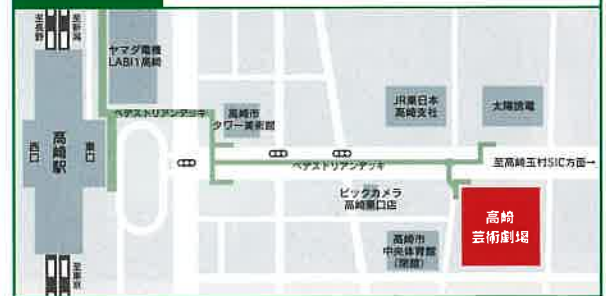 至長野
至新潟
ヤマダ電機
LABI1高崎
ペデストリアンデッキ
高崎市
タワー美術館
JR東日本
高崎支社
太陽誘電
西口
高崎駅
東口
ペデストリアンデッキ
至高崎玉村SIC方面→
ビックカメラ
高崎東口店
高崎
芸術劇場
高崎市
中央体育館
(閉館)
至東京